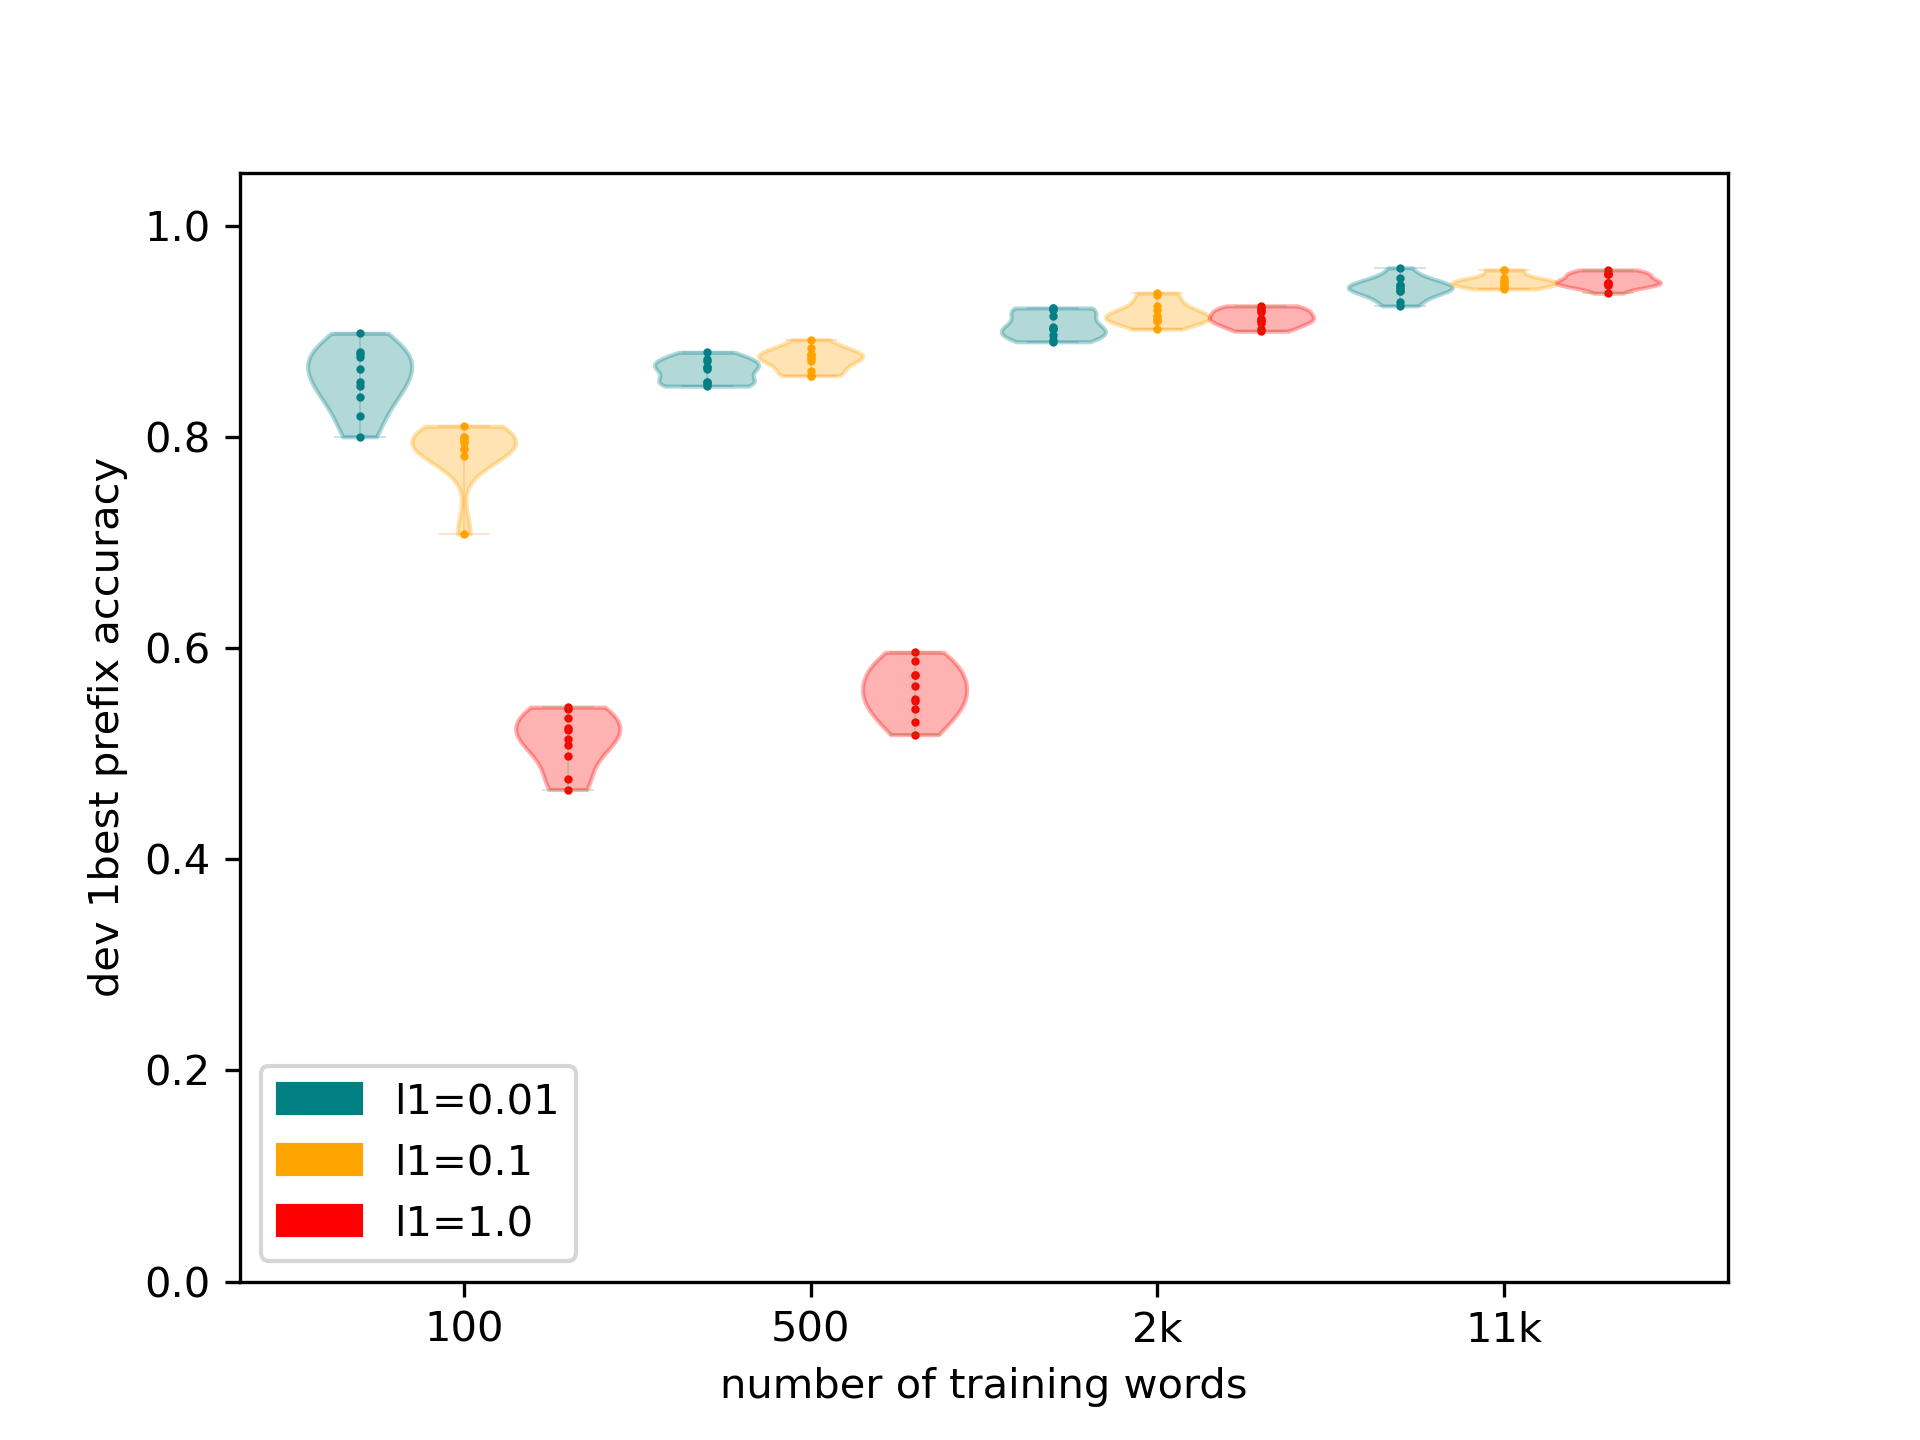 1.0
0.8
0.6
0.4
0.2
0.0
dev 1best prefix accuracy
l1=0.01
l1=0.1
l1=1.0
100
500
2k
11k
number of training words